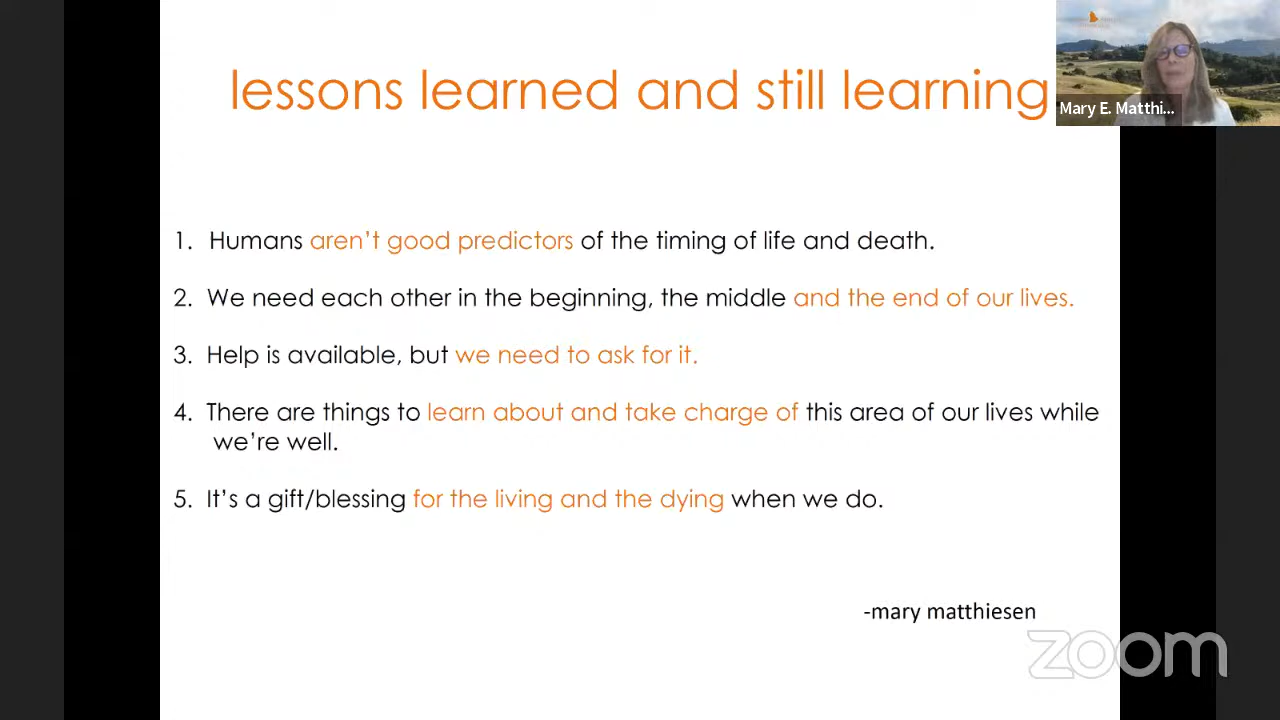 lessons learned and still learning
Mary E. Matthi...
1. Humans aren't good predictors of the timing of life and death.
2. We need each other in the beginning, the middle and the end of our lives.
3. Help is available, but we need to ask for it.
4. There are things to learn about and take charge of this area of our lives while
we're well.
5. It's a gift/blessing for the living and the dying when we do.
-mary matthiesen
zoom